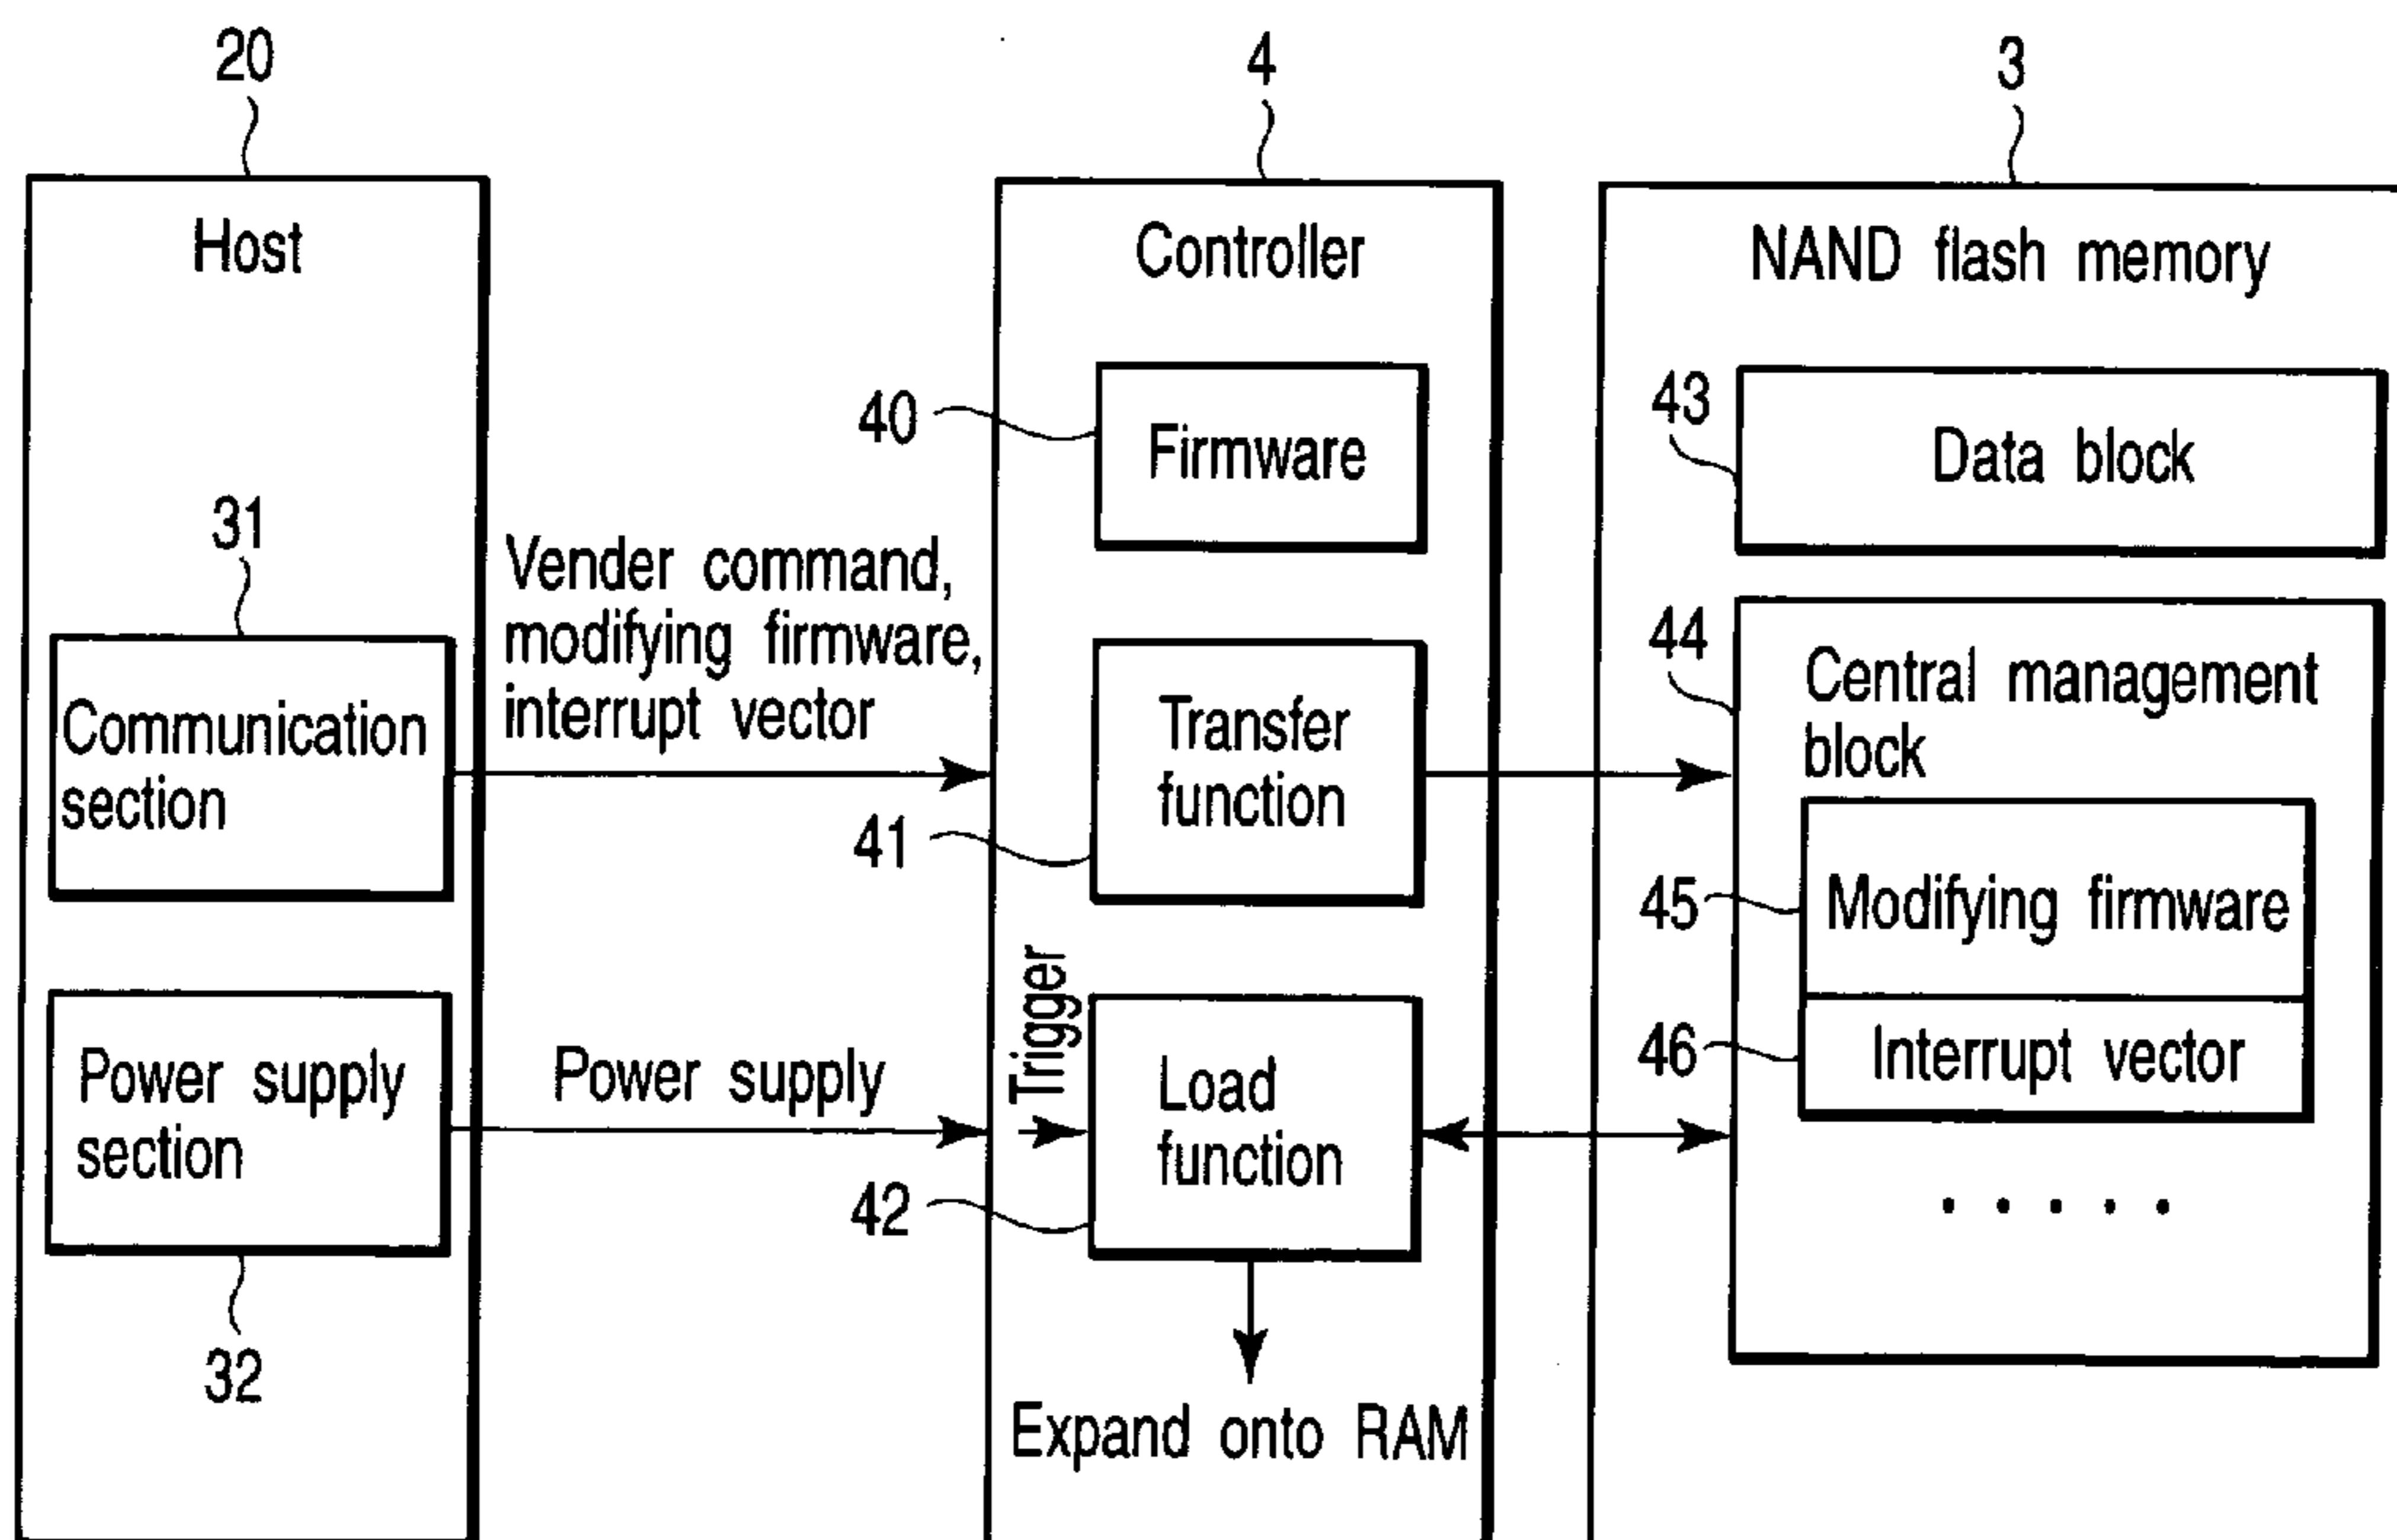 20
4
3
Host
Controller
NAND flash memory
40
Firmware
43
Data block
31
Vender command,
modifying firmware,
interrupt vector
Communication
section
Transfer
function
41
44
Central management
block
45
Modifying firmware
46
Interrupt vector
Power supply
section
Power supply
Trigger
Load
function
42
32
Expand onto RAM